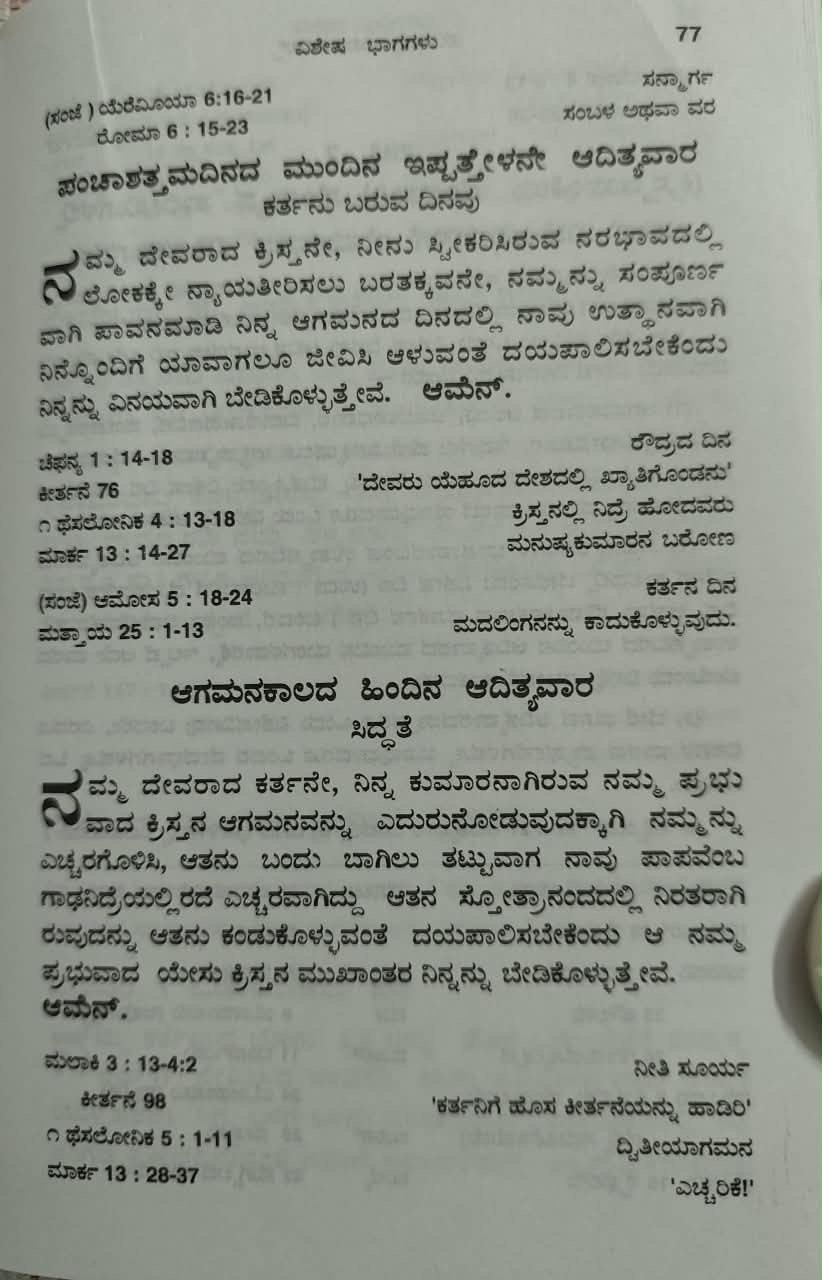 ವಿಶೇಷ ಭಾಗಗಳು 77
(ಸಂಜೆ ) ಯೆರೆಮಿಯಾ 6:16-21 ಸನ್ಮಾರ್ಗ
ರೋಮಾ 6 : 15-23 ಸಂಬಳ ಅಥವಾ ವರ
ಪಂಚಾಶತ್ತಮದಿನದ ಮುಂದಿನ ಇಪ್ಪತ್ತೇಳನೇ ಆದಿತ್ಯವಾರ
ಕರ್ತನು ಬರುವ ದಿನವು
ನಮ್ಮ ದೇವರಾದ ಕ್ರಿಸ್ತನೇ, ನೀನು ಸ್ವೀಕರಿಸಿರುವ ನರಭಾವದಲ್ಲಿ
ಲೋಕಕ್ಕೇ ನ್ಯಾಯತೀರಿಸಲು ಬರತಕ್ಕವನೇ, ನಮ್ಮನ್ನು ಸಂಪೂರ್ಣ
ವಾಗಿ ಪಾವನಮಾಡಿ ನಿನ್ನ ಆಗಮನದ ದಿನದಲ್ಲಿ ನಾವು ಉತ್ಥಾನವಾಗಿ
ನಿನ್ನೊಂದಿಗೆ ಯಾವಾಗಲೂ ಜೀವಿಸಿ ಆಳುವಂತೆ ದಯಪಾಲಿಸಬೇಕೆಂದು
ನಿನ್ನನ್ನು ವಿನಯವಾಗಿ ಬೇಡಿಕೊಳ್ಳುತ್ತೇವೆ. ಆಮೆನ್.
ಚೆಫನ್ಯ 1 : 14-18 ರೌದ್ರದ ದಿನ
ಕೀರ್ತನೆ 76 'ದೇವರು ಯೆಹೂದ ದೇಶದಲ್ಲಿ ಖ್ಯಾತಿಗೊಂಡನು'
೧ ಥೆಸಲೋನಿಕ 4 : 13-18 ಕ್ರಿಸ್ತನಲ್ಲಿ ನಿದ್ರೆ ಹೋದವರು
ಮಾರ್ಕ 13 : 14-27 ಮನುಷ್ಯಕುಮಾರನ ಬರೋಣ
(ಸಂಜೆ) ಆಮೋಸ 5 : 18-24 ಕರ್ತನ ದಿನ
ಮತ್ತಾಯ 25 : 1-13 ಮದಲಿಂಗನನ್ನು ಕಾದುಕೊಳ್ಳುವುದು.
ಆಗಮನಕಾಲದ ಹಿಂದಿನ ಆದಿತ್ಯವಾರ
ಸಿದ್ಧತೆ
ನಮ್ಮ ದೇವರಾದ ಕರ್ತನೇ, ನಿನ್ನ ಕುಮಾರನಾಗಿರುವ ನಮ್ಮ ಪ್ರಭು
ವಾದ ಕ್ರಿಸ್ತನ ಆಗಮನವನ್ನು ಎದುರುನೋಡುವುದಕ್ಕಾಗಿ ನಮ್ಮನ್ನು
ಎಚ್ಚರಗೊಳಿಸಿ, ಆತನು ಬಂದು ಬಾಗಿಲು ತಟ್ಟುವಾಗ ನಾವು ಪಾಪವೆಂಬ
ಗಾಢನಿದ್ರೆಯಲ್ಲಿರದೆ ಎಚ್ಚರವಾಗಿದ್ದು ಆತನ ಸ್ತೋತ್ರಾನಂದದಲ್ಲಿ ನಿರತರಾಗಿ
ರುವುದನ್ನು ಆತನು ಕಂಡುಕೊಳ್ಳುವಂತೆ ದಯಪಾಲಿಸಬೇಕೆಂದು ಆ ನಮ್ಮ
ಪ್ರಭುವಾದ ಯೇಸು ಕ್ರಿಸ್ತನ ಮುಖಾಂತರ ನಿನ್ನನ್ನು ಬೇಡಿಕೊಳ್ಳುತ್ತೇವೆ.
ಆಮೆನ್.
ಮಲಾಕಿ 3 : 13-4:2 ನೀತಿ ಸೂರ್ಯ
ಕೀರ್ತನೆ 98 'ಕರ್ತನಿಗೆ ಹೊಸ ಕೀರ್ತನೆಯನ್ನು ಹಾಡಿರಿ'
೧ ಥೆಸಲೋನಿಕ 5 : 1-11 ದ್ವಿತೀಯಾಗಮನ
ಮಾರ್ಕ 13 : 28-37 'ಎಚ್ಚರಿಕೆ!'